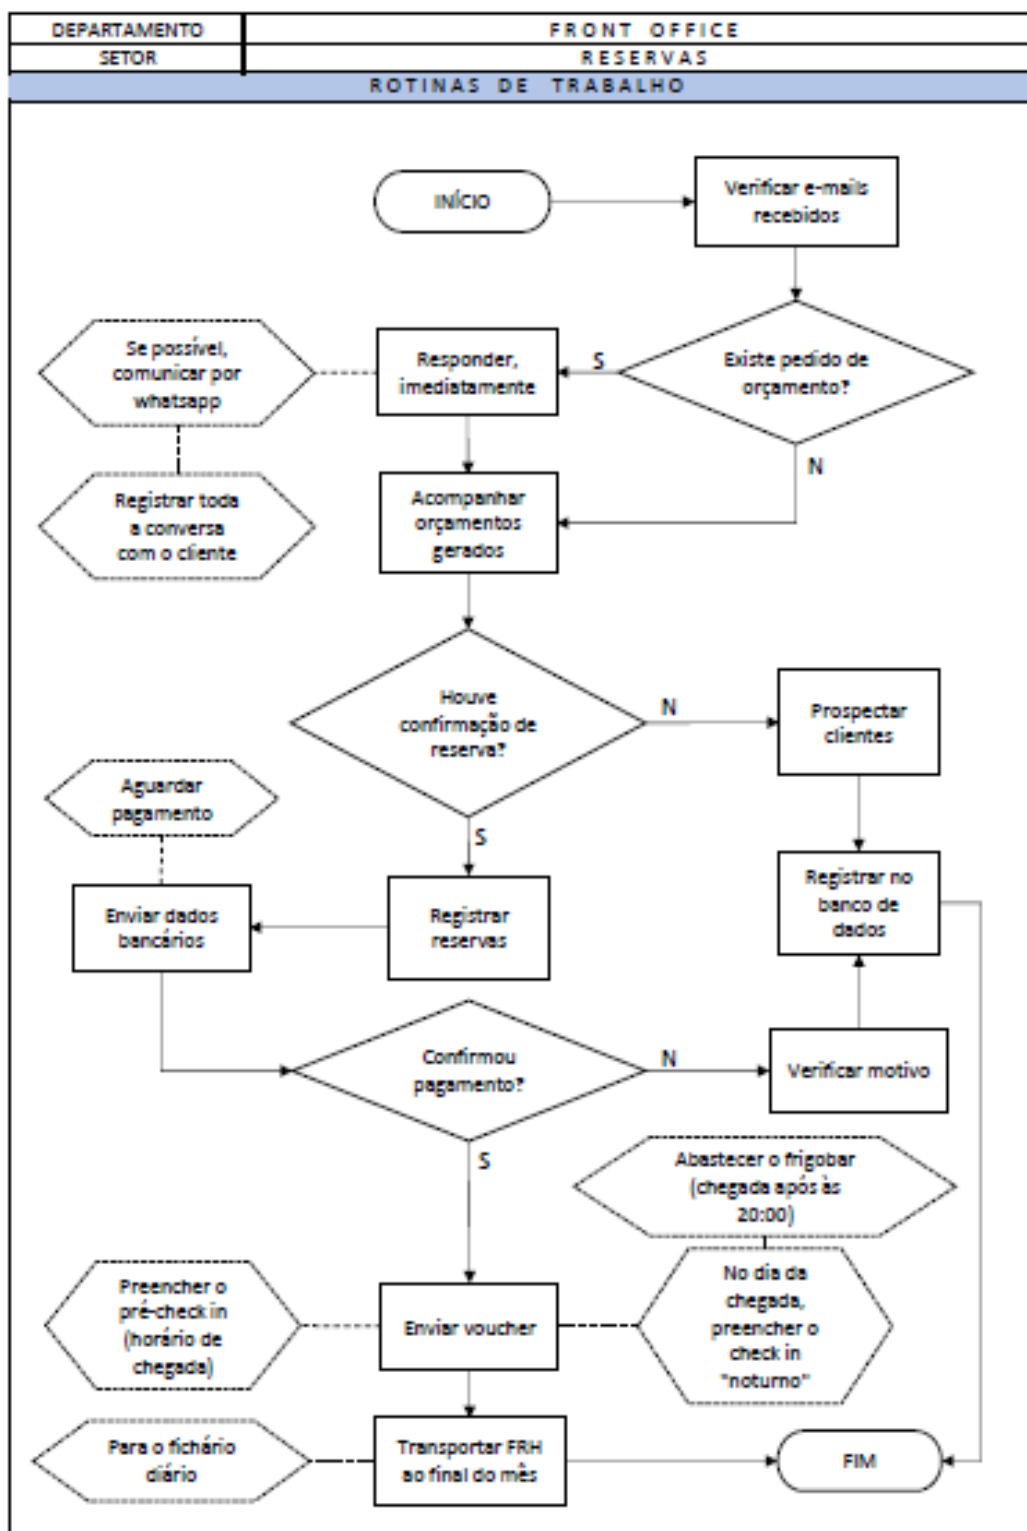 DEPARTAMENTO
FRONT OFFICE
SETOR
RESERVAS
ROTINAS DE TRABALHO
INÍCIO
Verificar e-mails
recebidos
Existe pedido de
orçamento?
S
N
Responder,
imediatamente
Se possível,
comunicar por
whatsapp
Registrar toda
a conversa
com o cliente
Acompanhar
orçamentos
gerados
Houve
confirmação de
reserva?
N
S
Prospectar
clientes
Registrar no
banco de
dados
Aguardar
pagamento
Enviar dados
bancários
Registrar
reservas
Confirmou
pagamento?
N
S
Verificar motivo
Abastecer o frigobar
(chegada após às
20:00)
No dia da
chegada,
preencher o
check in
"noturno"
Preencher o
pré-check in
(horário de
chegada)
Enviar voucher
Para o fichário
diário
Transportar FRH
ao final do mês
FIM